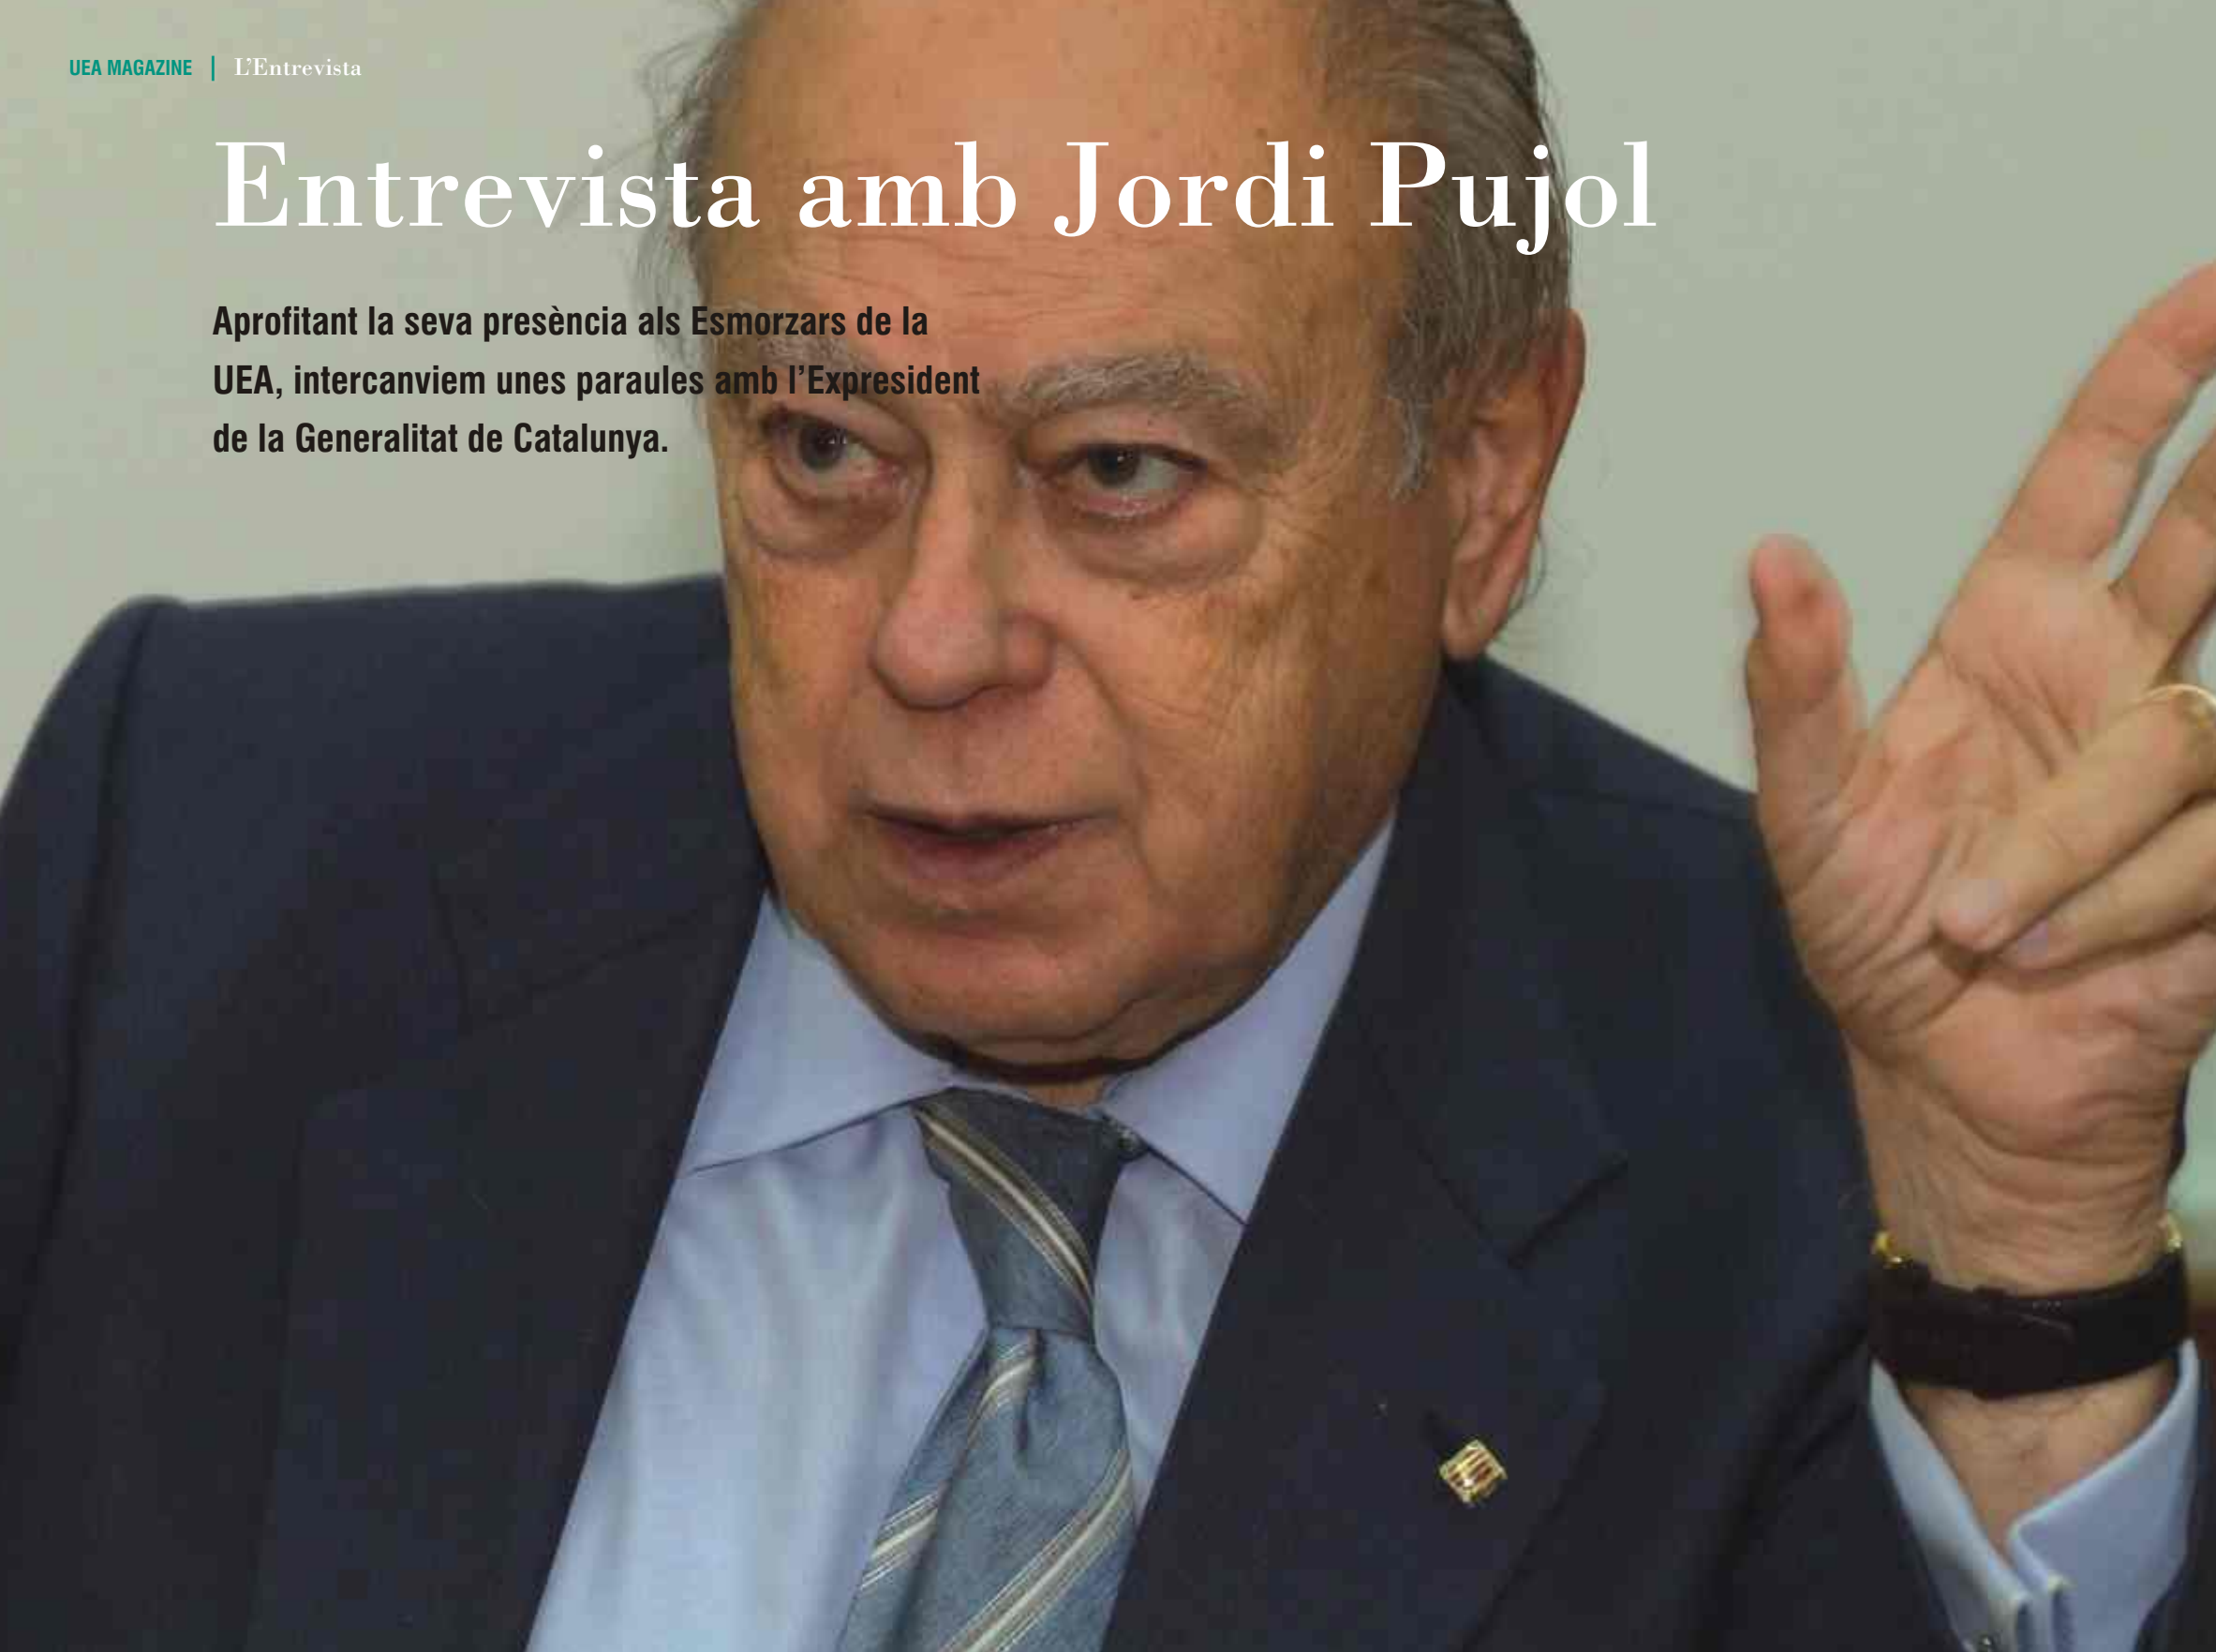 UEA MAGAZINE | L'Entrevista
Entrevista amb Jordi Pujol
Aprofitant la seva presència als Esmorzars de la
UEA, intercanviem unes paraules amb l'Expresident
de la Generalitat de Catalunya.